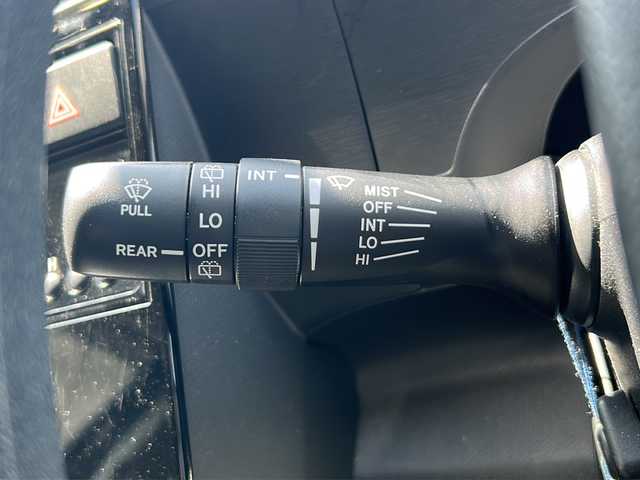 PULL
REAR
HI
LO
OFF
INT
MIST
OFF
INT
LO
HI